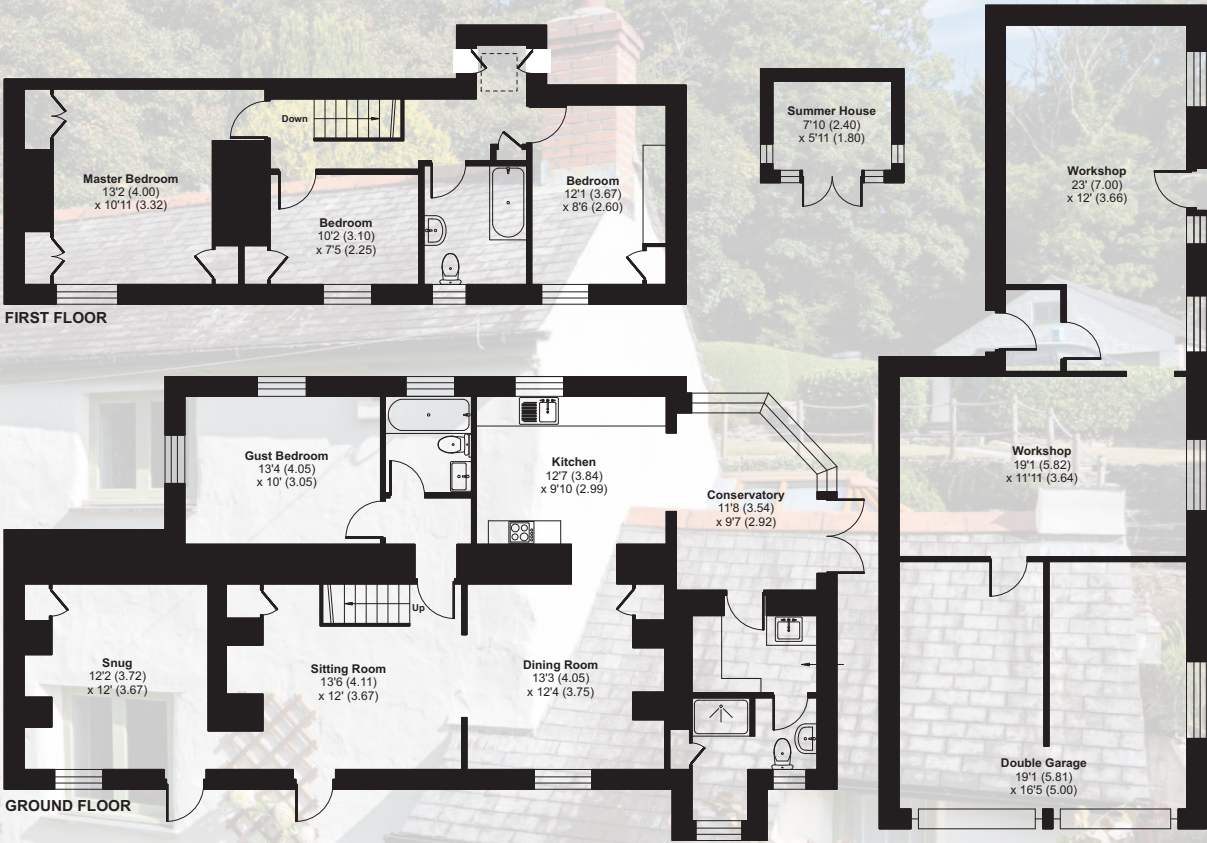 Master Bedroom
13'2 (4.00)
x 10'11 (3.32)
Down
Bedroom
10'2 (3.10)
x 7'5 (2.25)
Bedroom
12'1 (3.67)
x 8'6 (2.60)
FIRST FLOOR
Summer House
7'10 (2.40)
x 5'11 (1.80)
Workshop
23' (7.00)
x 12' (3.66)
Gust Bedroom
13'4 (4.05)
x 10' (3.05)
Kitchen
12'7 (3.84)
x 9'10 (2.99)
Conservatory
11'8 (3.54)
x 9'7 (2.92)
Workshop
19'1 (5.82)
x 11'11 (3.64)
Up
Snug
12'2 (3.72)
x 12' (3.67)
Sitting Room
13'6 (4.11)
x 12' (3.67)
Dining Room
13'3 (4.05)
x 12'4 (3.75)
Double Garage
19'1 (5.81)
x 16'5 (5.00)
GROUND FLOOR